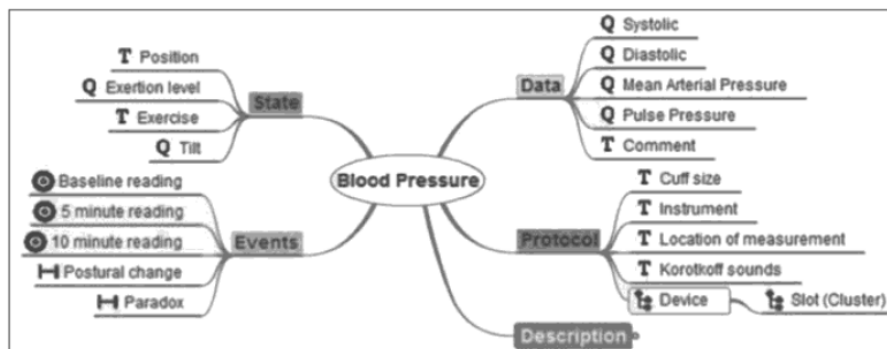 Blood Pressure
State
T Position
Q Exertion level
T Exercise
Q Tilt
Events
Baseline reading
5 minute reading
10 minute reading
Postural change
Paradox
Data
Q Systolic
Q Diastolic
Q Mean Arterial Pressure
Q Pulse Pressure
T Comment
Protocol
T Cuff size
T Instrument
T Location of measurement
T Korotkoff sounds
Device
Slot (Cluster)
Description